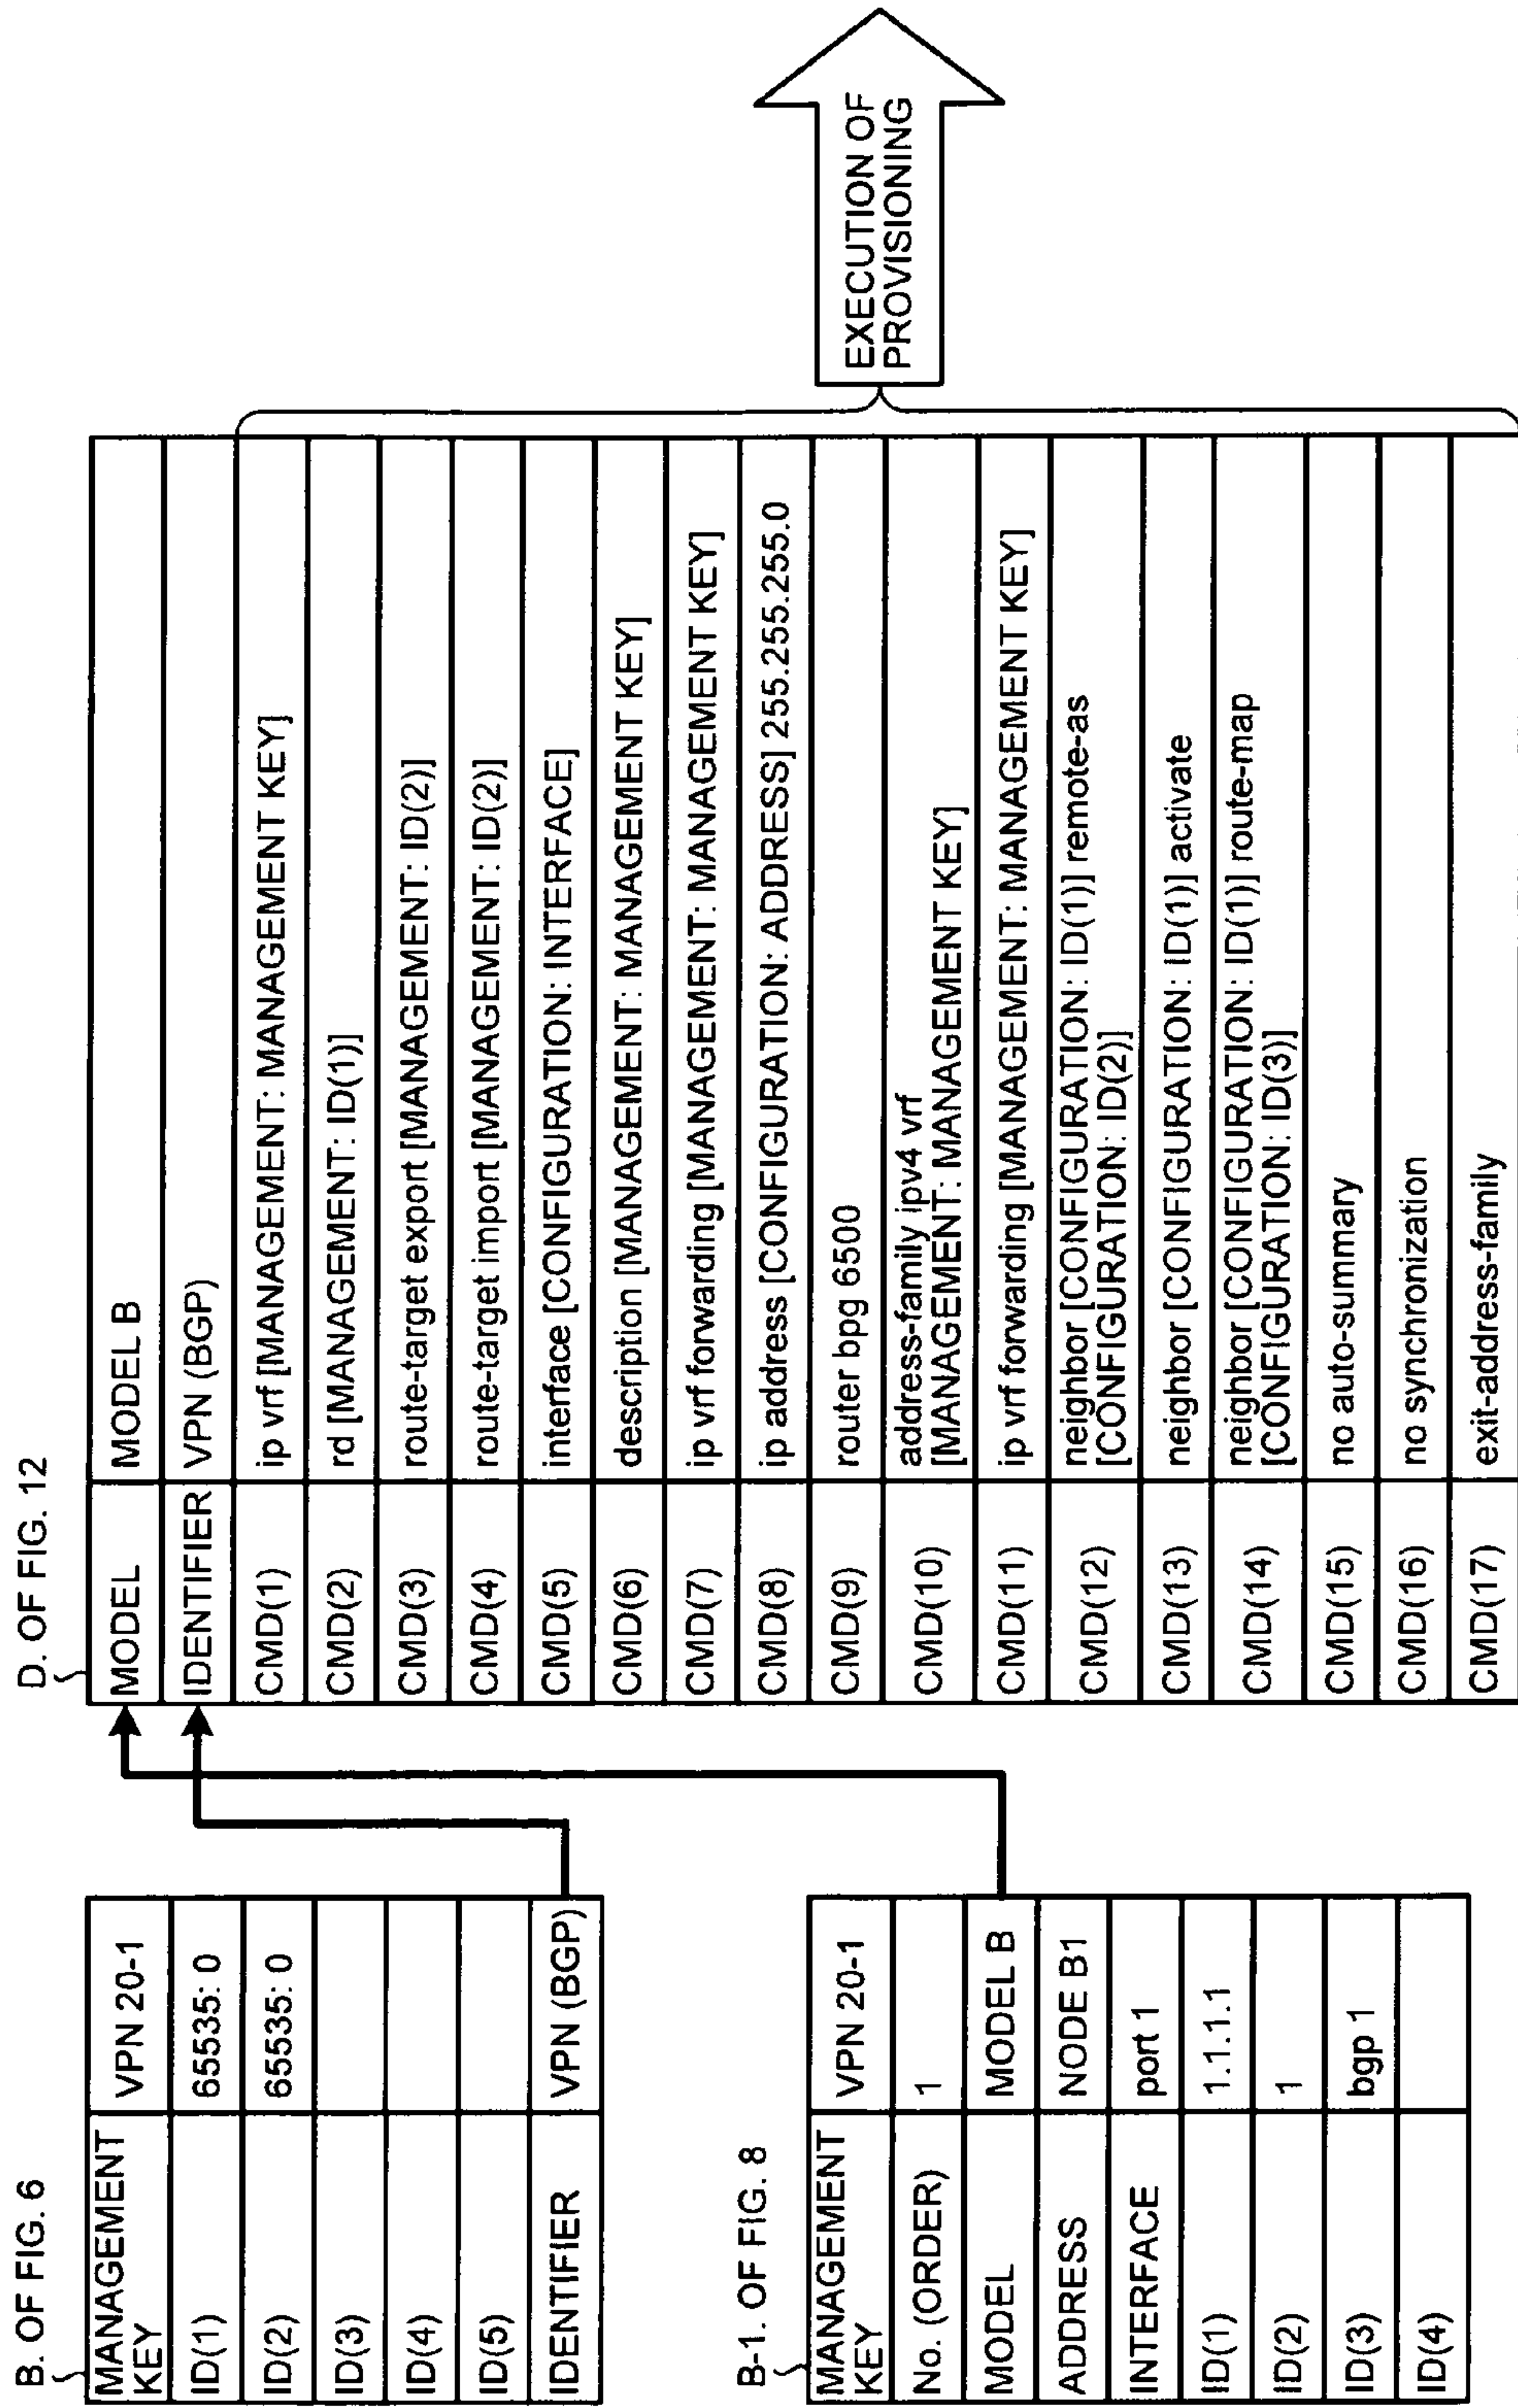 B. OF FIG. 6
MANAGEMENT
KEY
VPN 20-1
ID(1)
65535: 0
ID(2)
65535: 0
ID(3)
ID(4)
ID(5)
IDENTIFIER
VPN (BGP)
B-1. OF FIG. 8
MANAGEMENT
KEY
VPN 20-1
No. (ORDER)
1
MODEL
MODEL B
ADDRESS
NODE B1
INTERFACE
port 1
ID(1)
1.1.1.1
ID(2)
1
ID(3)
bgp 1
ID(4)
D. OF FIG. 12
MODEL
MODEL B
IDENTIFIER
VPN (BGP)
CMD(1)
ip vrf [MANAGEMENT: MANAGEMENT KEY]
CMD(2)
rd [MANAGEMENT: ID(1)]
CMD(3)
route-target export [MANAGEMENT: ID(2)]
CMD(4)
route-target import [MANAGEMENT: ID(2)]
CMD(5)
interface [CONFIGURATION: INTERFACE]
CMD(6)
description [MANAGEMENT: MANAGEMENT KEY]
CMD(7)
ip vrf forwarding [MANAGEMENT: MANAGEMENT KEY]
CMD(8)
ip address [CONFIGURATION: ADDRESS] 255.255.255.0
CMD(9)
router bpg 6500
CMD(10)
address-family ipv4 vrf
[MANAGEMENT: MANAGEMENT KEY]
CMD(11)
ip vrf forwarding [MANAGEMENT: MANAGEMENT KEY]
CMD(12)
neighbor [CONFIGURATION: ID(1)] remote-as
[CONFIGURATION: ID(2)]
CMD(13)
neighbor [CONFIGURATION: ID(1)] activate
CMD(14)
neighbor [CONFIGURATION: ID(1)] route-map
[CONFIGURATION: ID(3)]
CMD(15)
no auto-summary
CMD(16)
no synchronization
CMD(17)
exit-address-family
EXECUTION OF
PROVISIONING